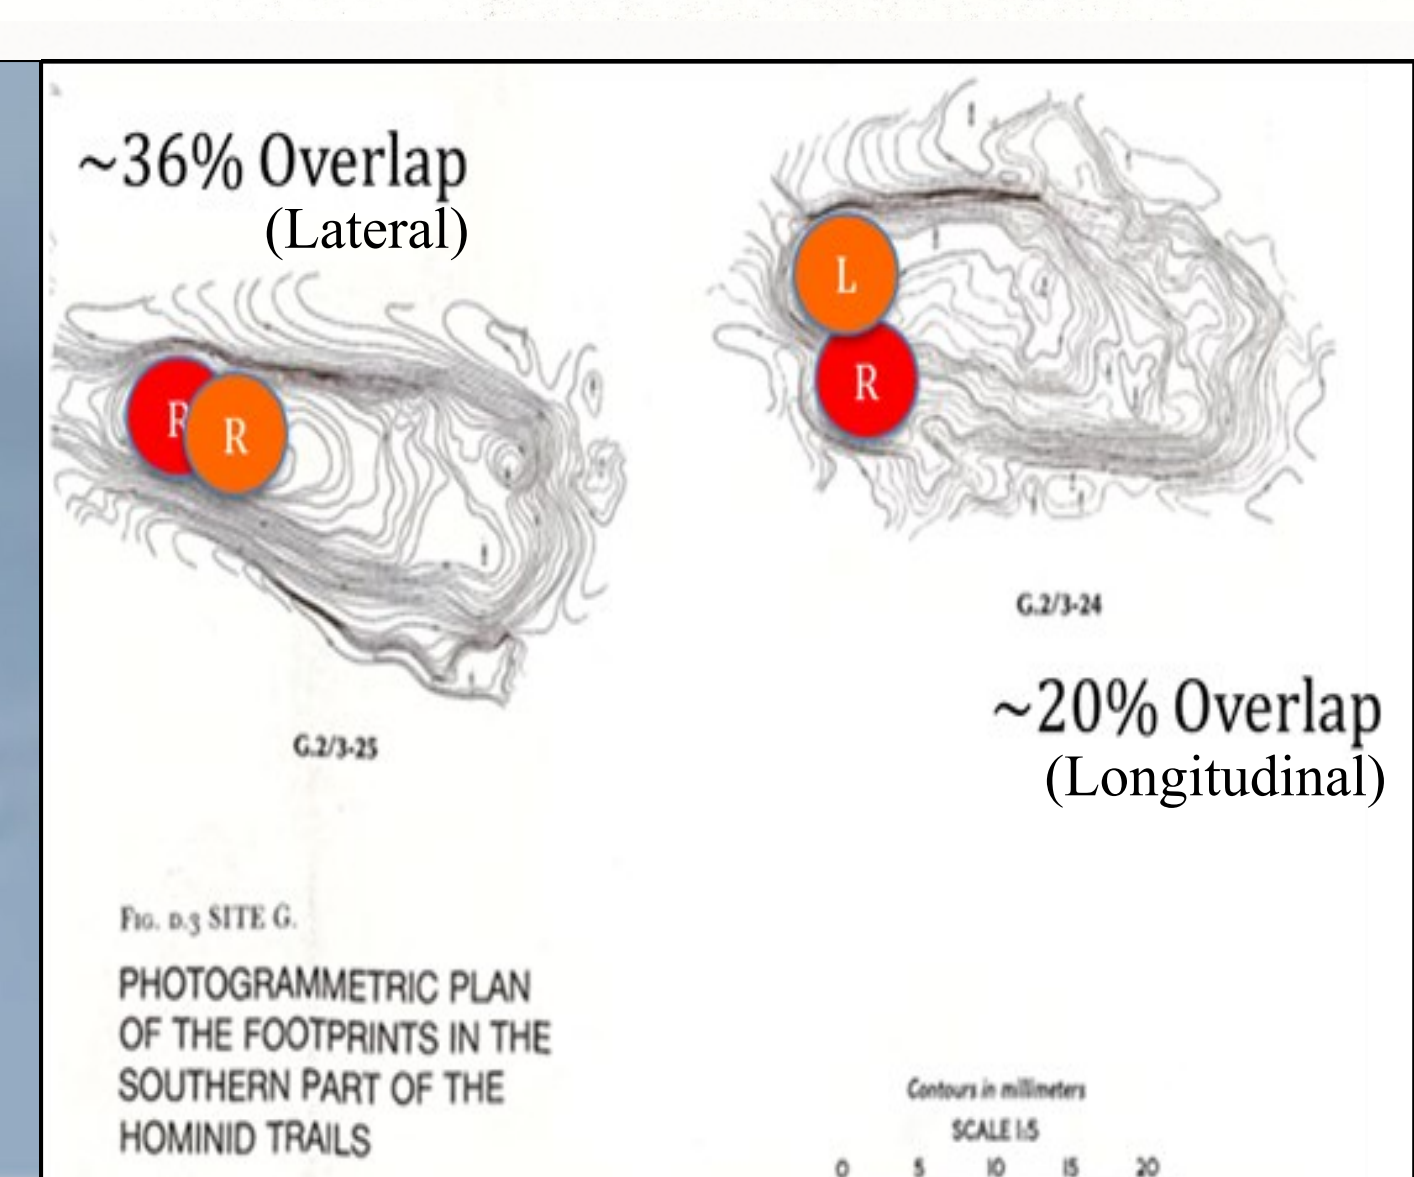 ~36% Overlap
(Lateral)
L
R
R
R
G.2/3-24
~20% Overlap
(Longitudinal)
G.2/3-25
FIG. D.3 SITE G.
PHOTOGRAMMETRIC PLAN
OF THE FOOTPRINTS IN THE
SOUTHERN PART OF THE
HOMINID TRAILS
Contours in millimeters
SCALE 1:5
0 5 10 15 20